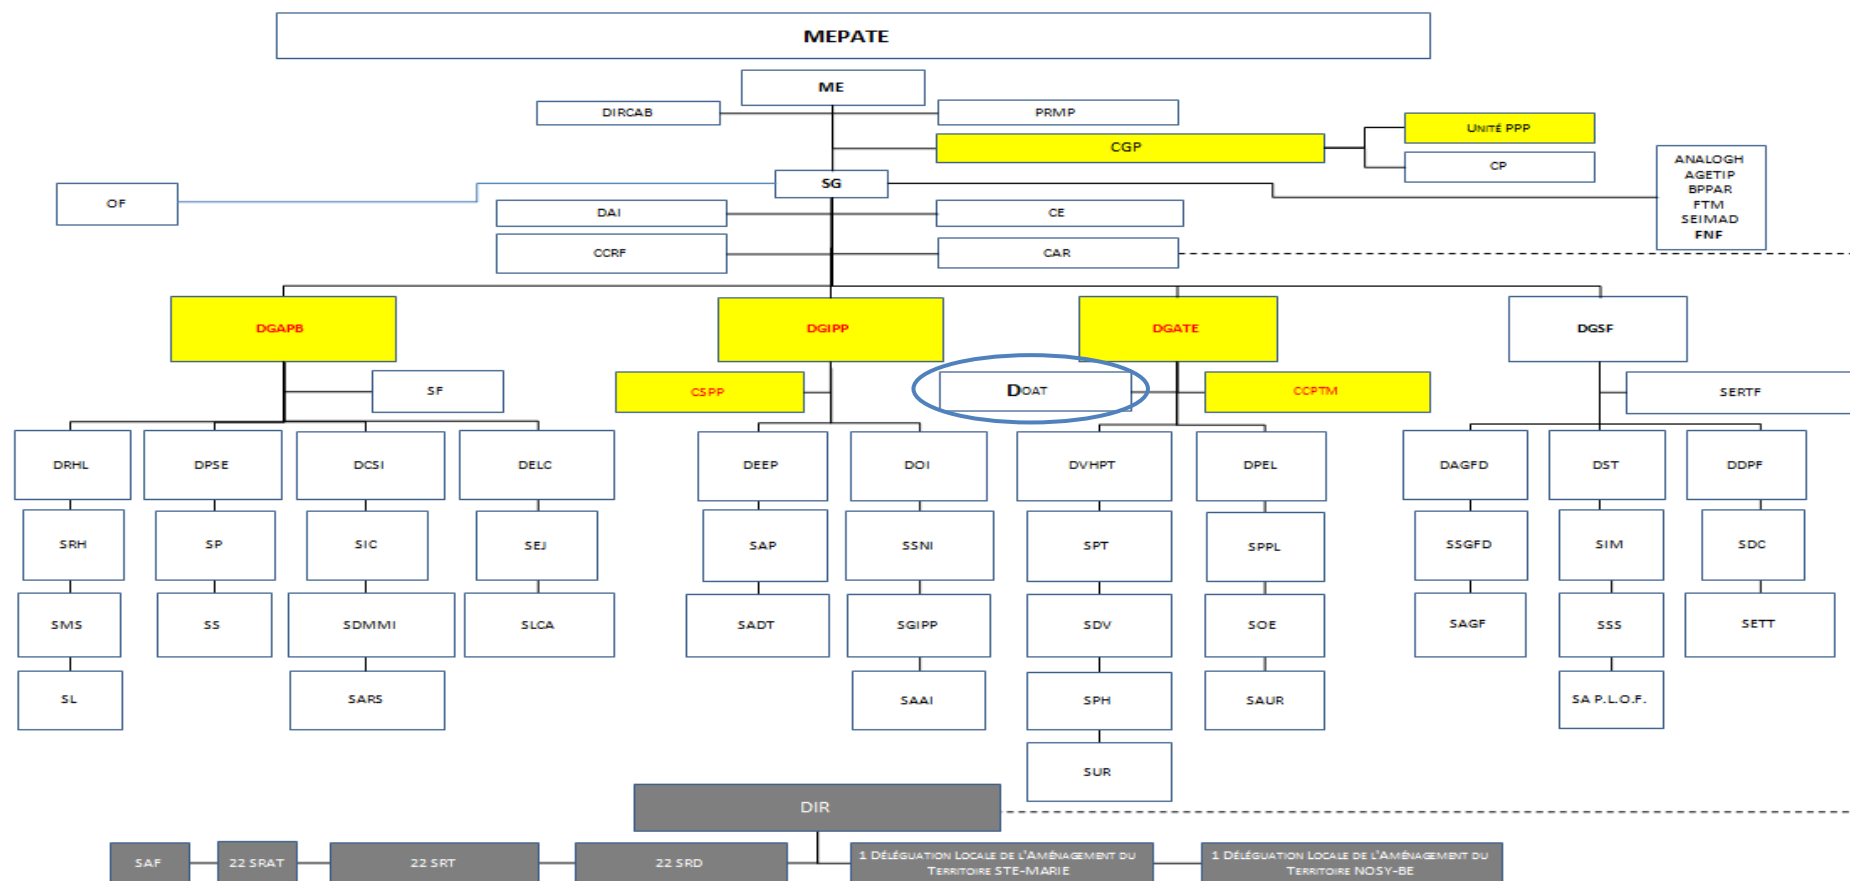 MEPATE
ME
DIRCAB
PRMP
CGP
UNITÉ PPP
CP
ANALOGH
AGETIP
BPPAR
FTM
SEIMAD
FNF
SG
OF
DAI
CE
CCRF
CAR
DGAPB
DGIPP
DGATE
DGSF
SF
CSPP
DOAT
CCPTM
SERTF
DRHL
DPSE
DCSI
DELC
DEEP
DOI
DVHPT
DPEL
DAGFD
DST
DDPF
SRH
SP
SIC
SEJ
SAP
SSNI
SPT
SPPL
SSGFD
SIM
SDC
SMS
SS
SDMMI
SLCA
SADT
SGIPP
SDV
SOE
SAGF
SSS
SETT
SL
SARS
SAAI
SPH
SAUR
SA P.L.O.F.
SUR
DIR
SAF
22 SRAT
22 SRT
22 SRD
1 DÉLÉGUATION LOCALE DE L'AMÉNAGEMENT DU
TERRITOIRE STE-MARIE
1 DÉLÉGUATION LOCALE DE L'AMÉNAGEMENT DU
TERRITOIRE NOSY-BE